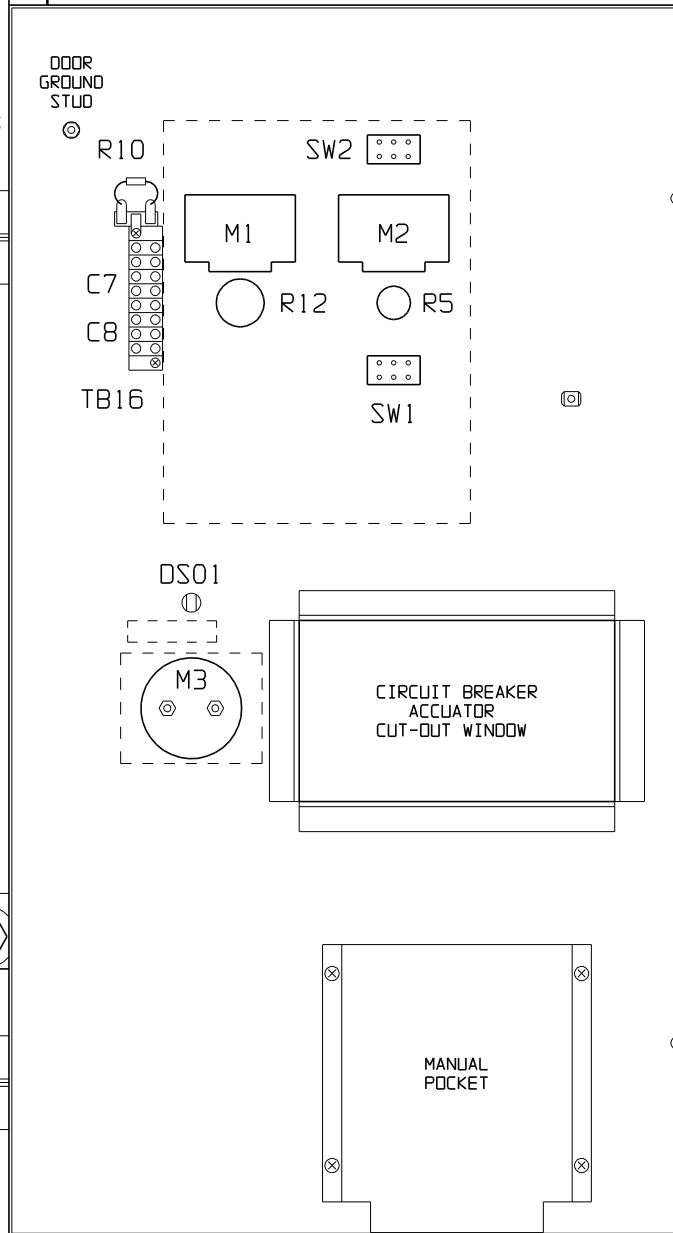 DOOR
GROUND
STUD
R10
SW2
M1
M2
C7
R12
R5
C8
TB16
SW1
DS01
M3
CIRCUIT BREAKER
ACCUATOR
CUT-OUT WINDOW
MANUAL
POCKET